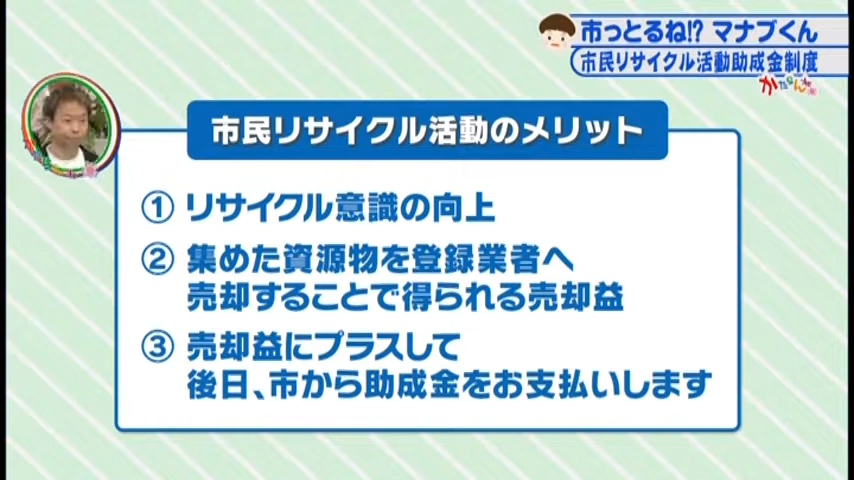 市っとるね!? マナブくん
市民リサイクル活動助成金制度
市民リサイクル活動のメリット
① リサイクル意識の向上
② 集めた資源物を登録業者へ
売却することで得られる売却益
③ 売却益にプラスして
後日、市から助成金をお支払いします